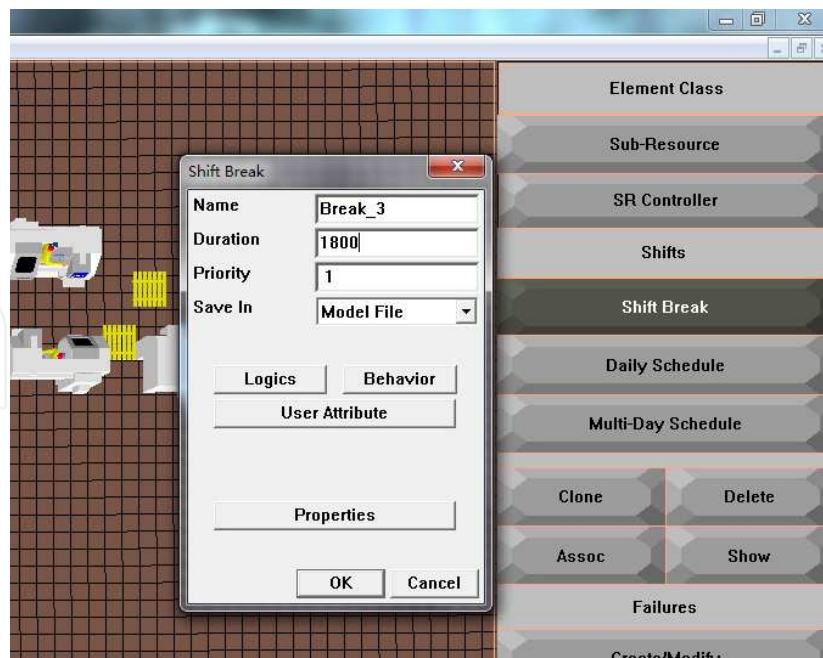 Element Class
Sub-Resource
SR Controller
Shifts
Shift Break
Daily Schedule
Multi-Day Schedule
Clone Delete
Assoc Show
Failures
Create/Modify
Shift Break
Name Break_3
Duration 1800
Priority 1
Save In Model File
Logics Behavior
User Attribute
Properties
OK Cancel